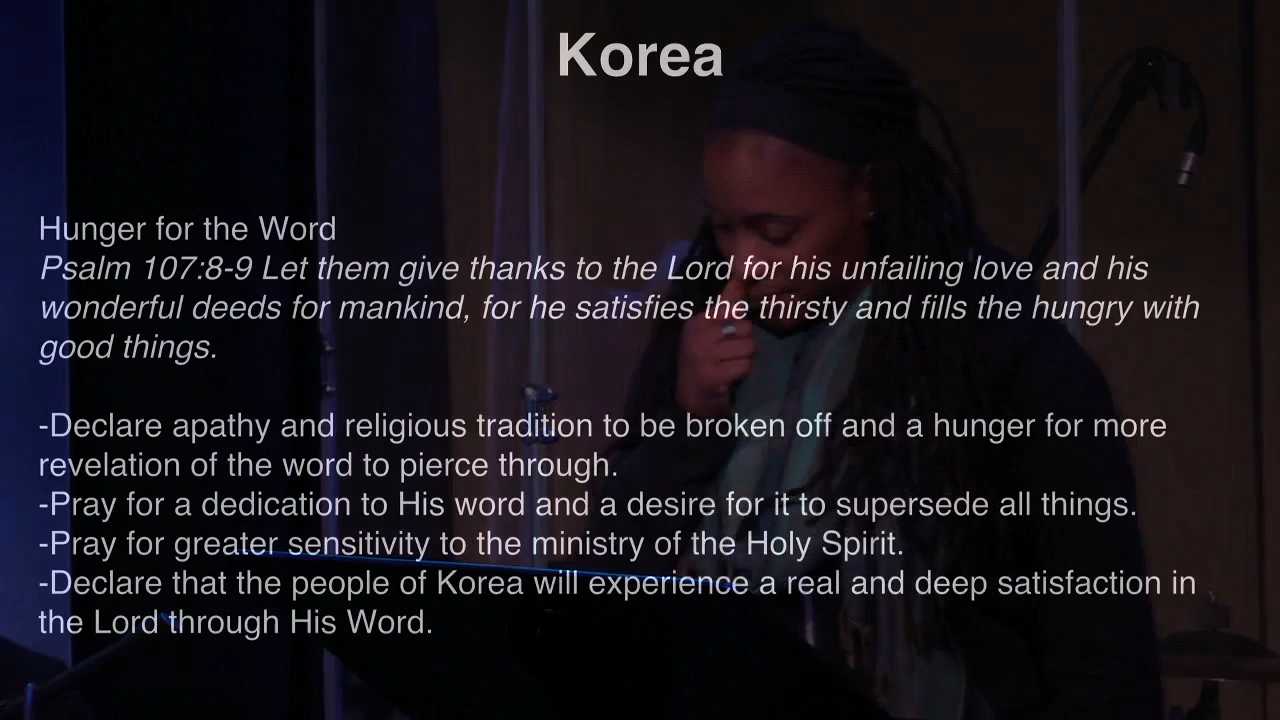 Korea
Hunger for the Word
Psalm 107:8-9 Let them give thanks to the Lord for his unfailing love and his
wonderful deeds for mankind, for he satisfies the thirsty and fills the hungry with
good things.
-Declare apathy and religious tradition to be broken off and a hunger for more
revelation of the word to pierce through.
-Pray for a dedication to His word and a desire for it to supersede all things.
-Pray for greater sensitivity to the ministry of the Holy Spirit.
-Declare that the people of Korea will experience a real and deep satisfaction in
the Lord through His Word.